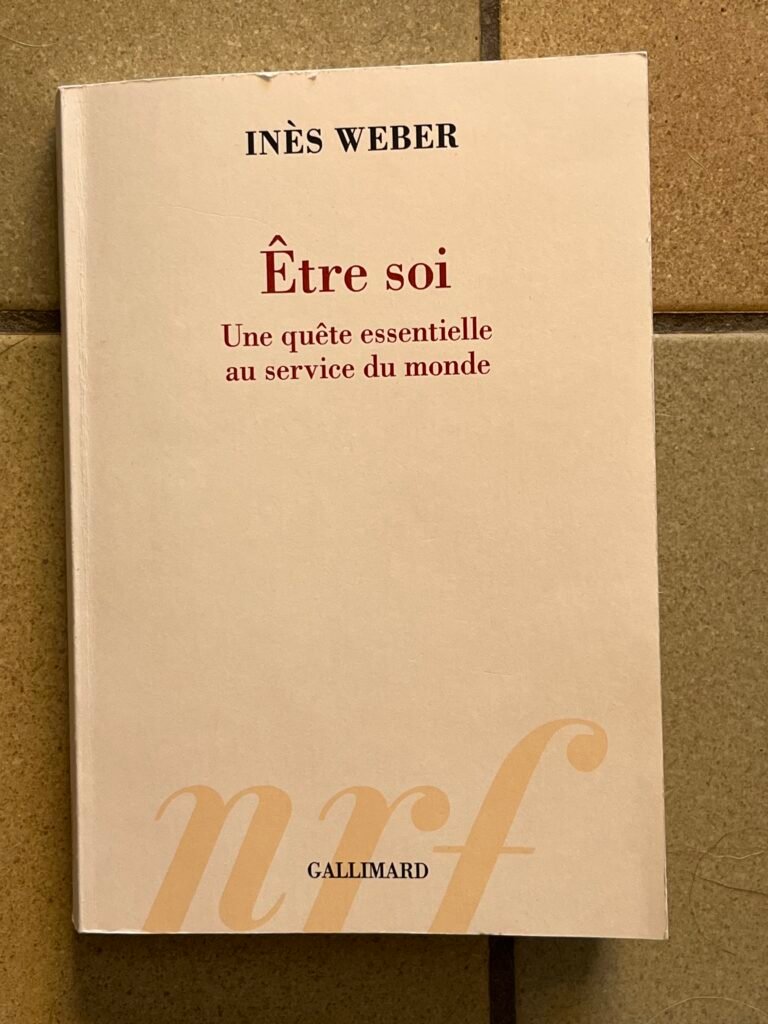 INÈS WEBER
Être soi
Une quête essentielle
au service du monde
nrf
GALLIMARD